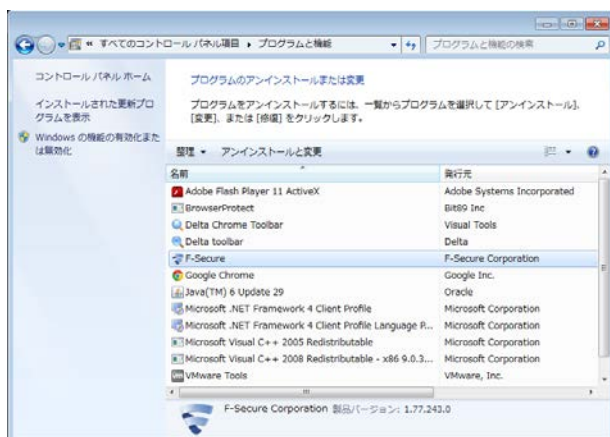 « すべてのコントロール パネル項目 ▸ プログラムと機能
プログラムと機能の検索
コントロール パネル ホーム
インストールされた更新プログラムを表示
Windows の機能の有効化または無効化
プログラムのアンインストールまたは変更
プログラムをアンインストールするには、一覧からプログラムを選択して [アンインストール]、
[変更]、または [修復] をクリックします。
整理 ▾ アンインストールと変更
名前 発行元
Adobe Flash Player 11 ActiveX Adobe Systems Incorporated
BrowserProtect Bit89 Inc
Delta Chrome Toolbar Visual Tools
Delta toolbar Delta
F-Secure F-Secure Corporation
Google Chrome Google Inc.
Java(TM) 6 Update 29 Oracle
Microsoft .NET Framework 4 Client Profile Microsoft Corporation
Microsoft .NET Framework 4 Client Profile Language P... Microsoft Corporation
Microsoft Visual C++ 2005 Redistributable Microsoft Corporation
Microsoft Visual C++ 2008 Redistributable - x86 9.0.3... Microsoft Corporation
VMware Tools VMware, Inc.
F-Secure Corporation 製品バージョン: 1.77.243.0